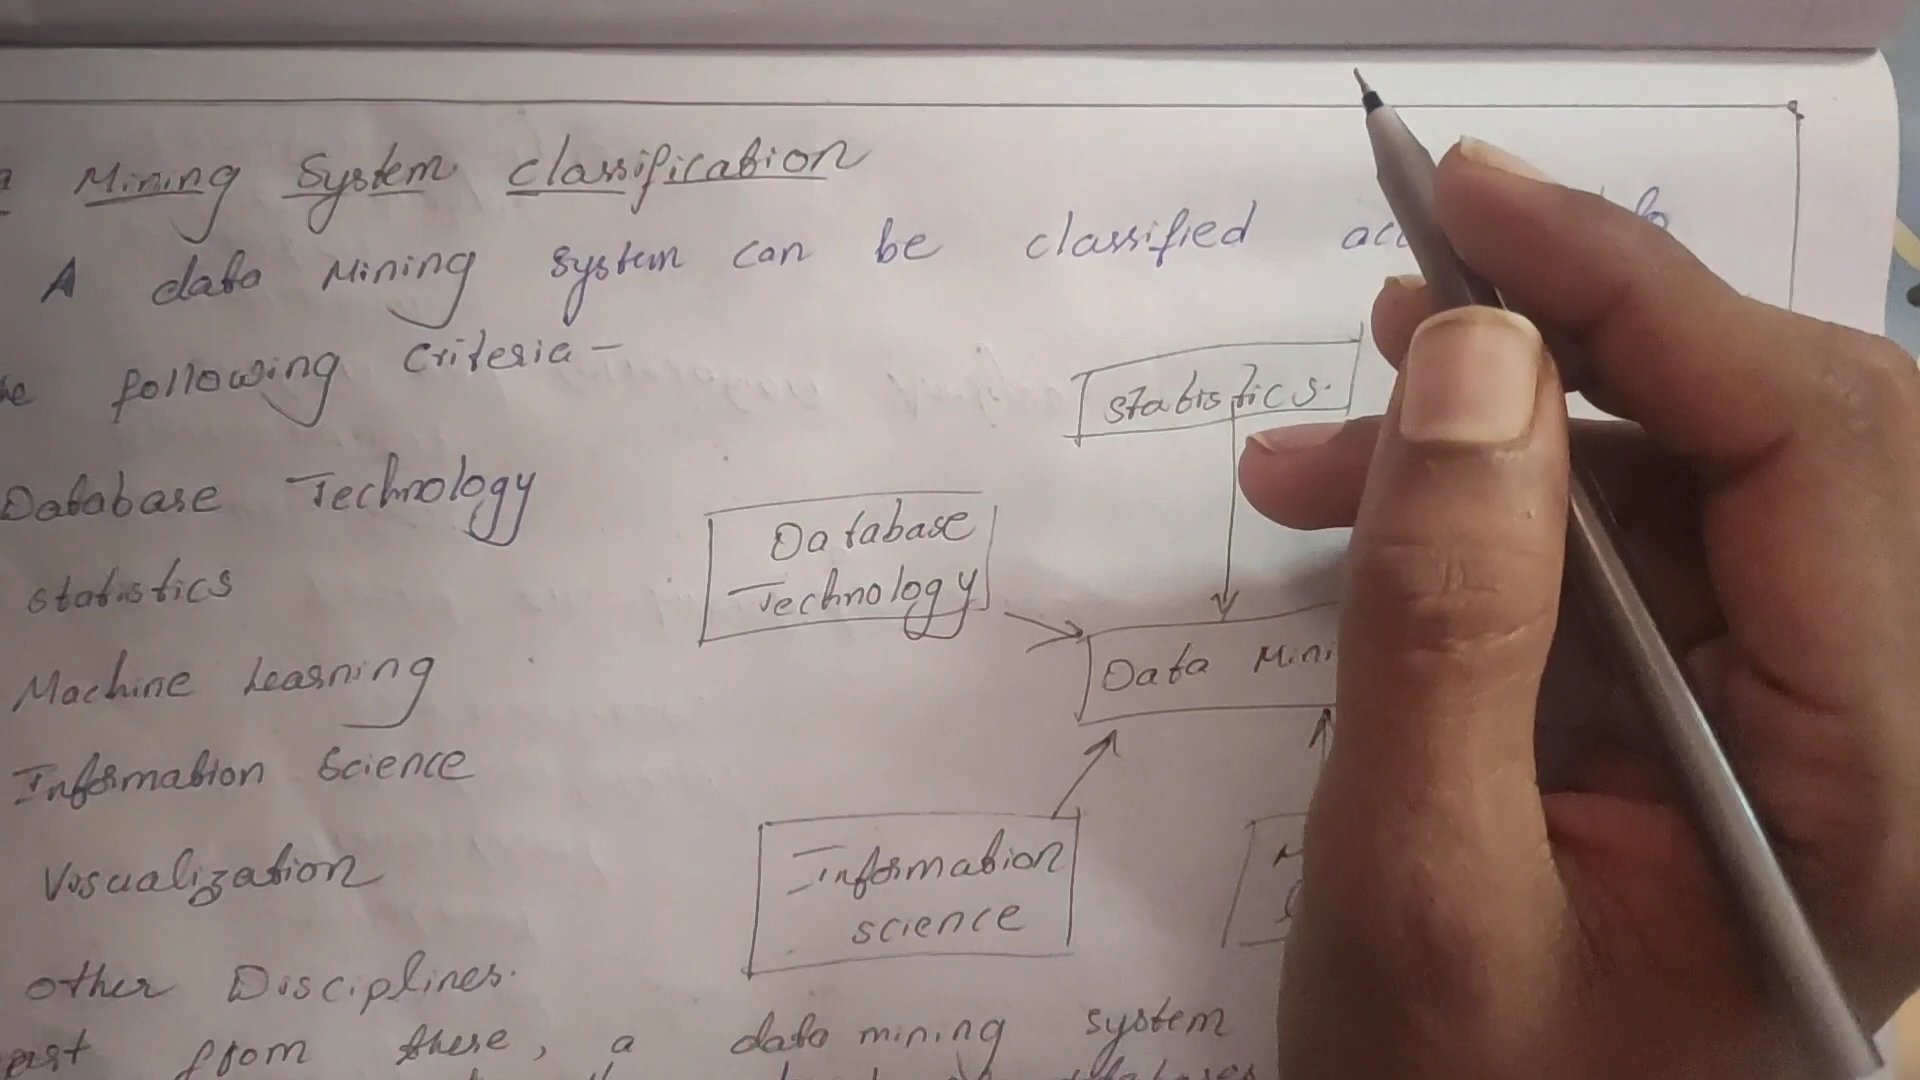 Mining System Classification
A data Mining system can be classified
following Criteria-
Database Technology
statistics
Machine Learning
Information Science
Visualization
other Disciplines.
from these, a data mining system
statistics.
Database
Technology
Data Mini
Information
science